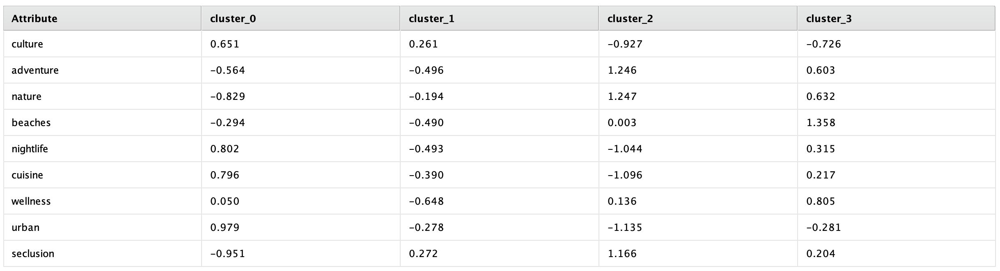 Attribute cluster_0 cluster_1 cluster_2 cluster_3
culture 0.651 0.261 −0.927 −0.726
adventure −0.564 −0.496 1.246 0.603
nature −0.829 −0.194 1.247 0.632
beaches −0.294 −0.490 0.003 1.358
nightlife 0.802 −0.493 −1.044 0.315
cuisine 0.796 −0.390 −1.096 0.217
wellness 0.050 −0.648 0.136 0.805
urban 0.979 −0.278 −1.135 −0.281
seclusion −0.951 0.272 1.166 0.204